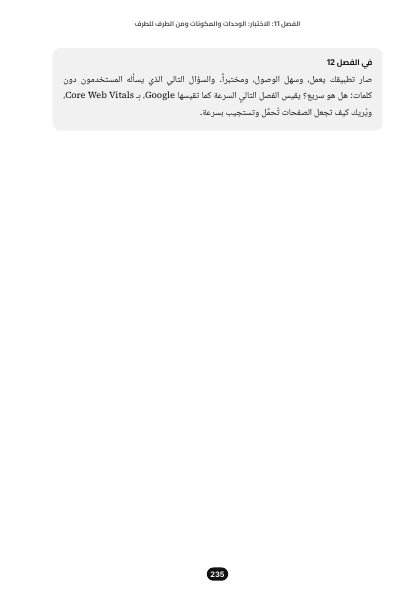 الفصل 11: الاختبار: الوحدات والمكونات ومن الطرف للطرف
في الفصل 12
صار تطبيقك يعمل، وسهل الوصول، ومختبراً. والسؤال التالي الذي يسأله المستخدمون دون
كلمات: هل هو سريع؟ يقيس الفصل التالي السرعة كما تقيسها Google، بـ Core Web Vitals،
ويُريك كيف تجعل الصفحات تُحمَّل وتستجيب بسرعة.
235